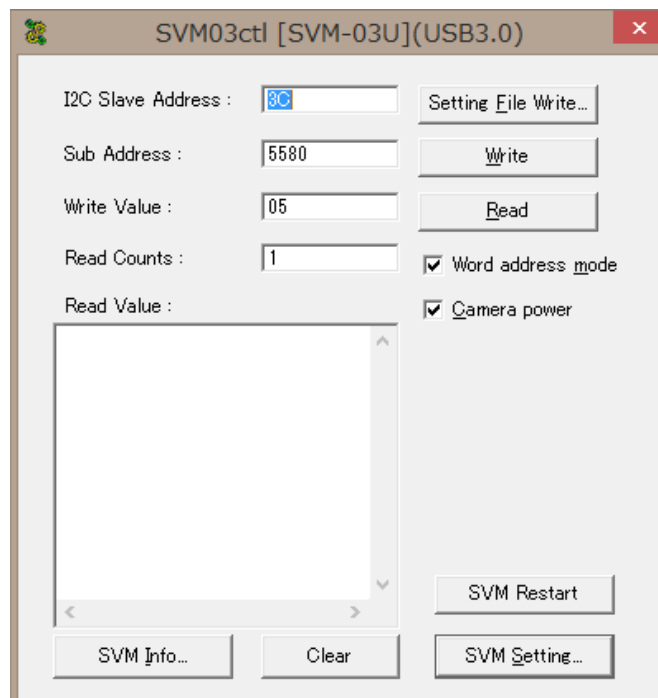 SVM03ctl [SVM-03U](USB3.0)
I2C Slave Address : 3C Setting File Write...
Sub Address : 5580 Write
Write Value : 05 Read
Read Counts : 1 Word address mode
Read Value : Camera power
SVM Restart
SVM Info... Clear SVM Setting...